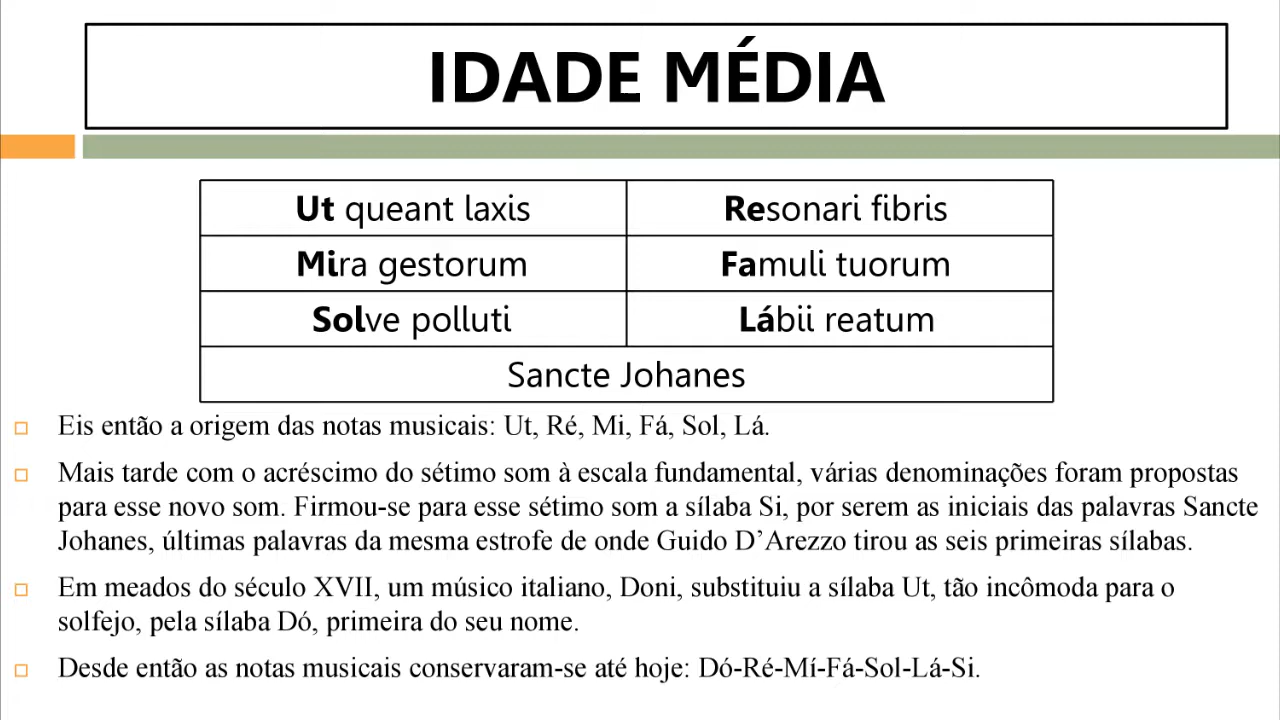 IDADE MÉDIA
Ut queant laxis
Resonari fibris
Mira gestorum
Famuli tuorum
Solve polluti
Lábii reatum
Sancte Johanes
Eis então a origem das notas musicais: Ut, Ré, Mi, Fá, Sol, Lá.
Mais tarde com o acréscimo do sétimo som à escala fundamental, várias denominações foram propostas
para esse novo som. Firmou-se para esse sétimo som a sílaba Si, por serem as iniciais das palavras Sancte
Johanes, últimas palavras da mesma estrofe de onde Guido D’Arezzo tirou as seis primeiras sílabas.
Em meados do século XVII, um músico italiano, Doni, substituiu a sílaba Ut, tão incômoda para o
solfejo, pela sílaba Dó, primeira do seu nome.
Desde então as notas musicais conservaram-se até hoje: Dó-Ré-Mí-Fá-Sol-Lá-Si.